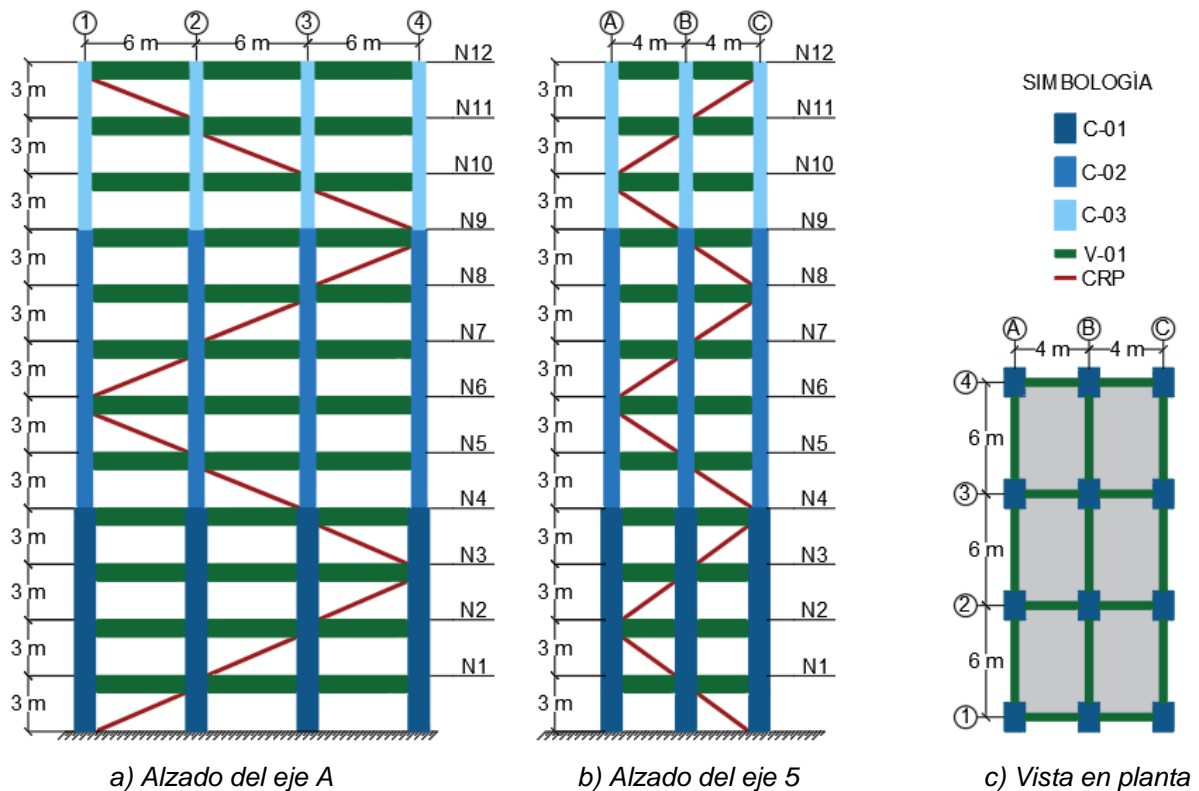 1 2 3 4
6 m 6 m 6 m
N12
3 m
N11
3 m
N10
3 m
N9
3 m
N8
3 m
N7
3 m
N6
3 m
N5
3 m
N4
3 m
N3
3 m
N2
3 m
N1
3 m
a) Alzado del eje A
A B C
4 m 4 m
N12
3 m
N11
3 m
N10
3 m
N9
3 m
N8
3 m
N7
3 m
N6
3 m
N5
3 m
N4
3 m
N3
3 m
N2
3 m
N1
3 m
b) Alzado del eje 5
SIMBOLOGÌA
C-01
C-02
C-03
V-01
CRP
A B C
4 m 4 m
4
6 m
3
6 m
2
6 m
1
c) Vista en planta